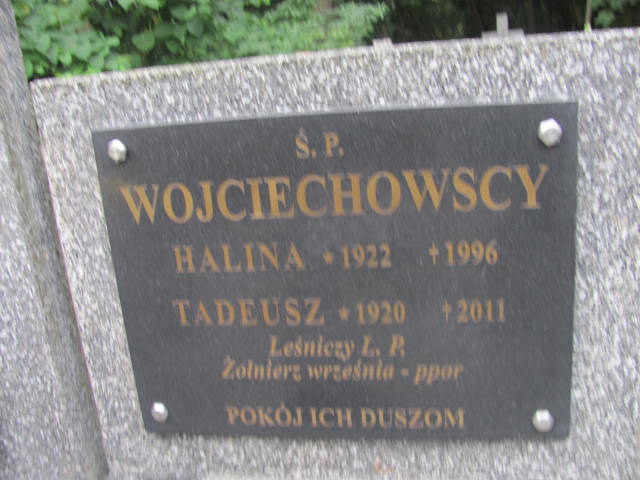 Ś. P.
WOJCIECHOWSCY
HALINA * 1922 † 1996
TADEUSZ * 1920 † 2011
Leśniczy L. P.
Żołnierz września - ppor
POKÓJ ICH DUSZOM